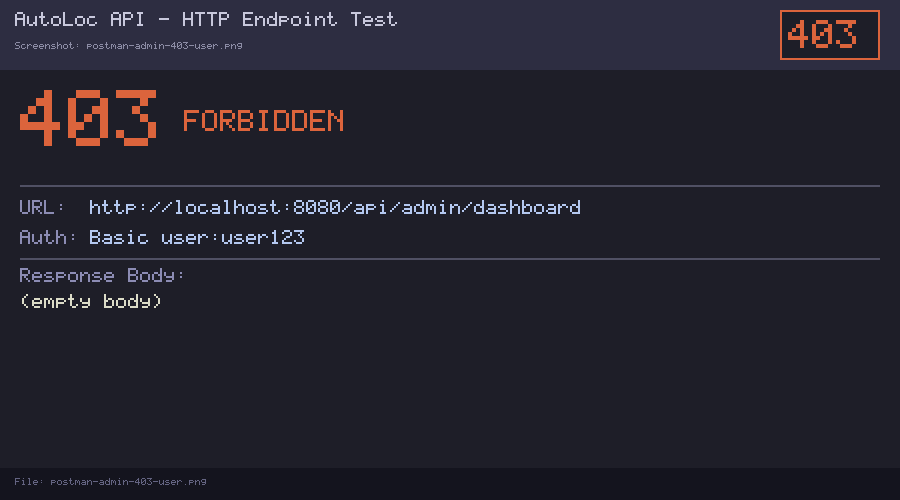 AutoLoc API - HTTP Endpoint Test
Screenshot: postman-admin-403-user.png
403
403 FORBIDDEN
URL: http://localhost:8080/api/admin/dashboard
Auth: Basic user:user123
Response Body:
(empty body)
File: postman-admin-403-user.png